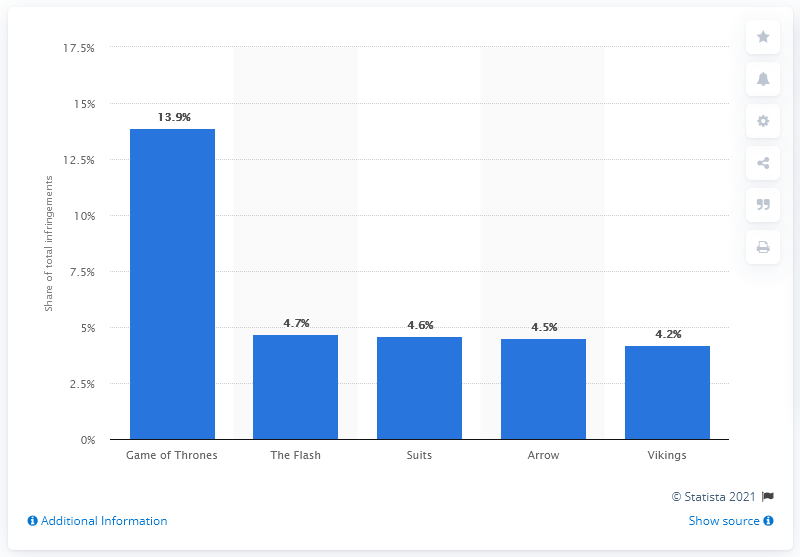 17.5%
15%
12.5%
10%
7.5%
5%
2.5%
0%
Share of total infringements
13.9%
4.7%
4.6%
4.5%
4.2%
Game of Thrones
The Flash
Suits
Arrow
Vikings
© Statista 2021
Additional Information
Show source